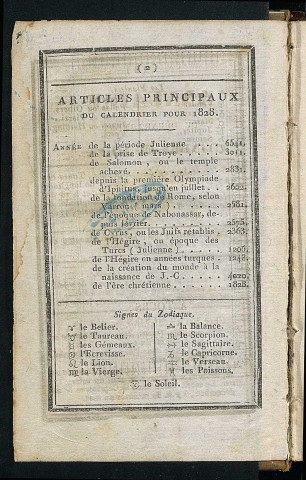 ( 2 )
ARTICLES PRINCIPAUX
DU CALENDRIER POUR 1828.
ANNÉE de la période Julienne . . . . 6541.
de la prise de Troye . . . . 3011.
de Salomon, ou le temple
achevé . . . . . . . . . 2831.
depuis la première Olympiade
d'Iphitus jusqu'en juillet . . 2602.
de la fondation de Rome, selon
Varron ( mars ) . . . . . 2581.
de l'époque de Nabonassar, de-
puis février . . . . . . . 2575.
de Cyrus, ou les Juifs rétablis, . 2363.
de l'Hégire, ou époque des
Turcs ( Julienne ) . . . . 1206.
de l'Hégire en années turques. . 1248.
de la création du monde à la
naissance de J.-C. . . . . 4020.
de l'ère chrétienne. . . . . . 1828.
Signes du Zodiaque.
♈ le Belier. ♎ la Balance.
♉ le Taureau. ♏ le Scorpion.
♊ les Gémeaux. ♐ le Sagittaire.
♋ l'Ecrevisse. ♑ le Capricorne.
♌ le Lion. ♒ le Verseau.
♍ la Vierge. ♓ les Poissons.
le Soleil.